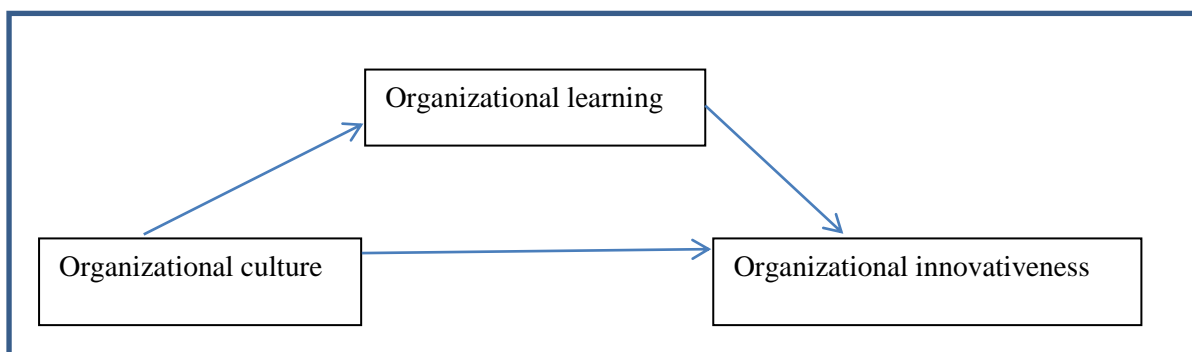 Organizational learning
Organizational culture
Organizational innovativeness